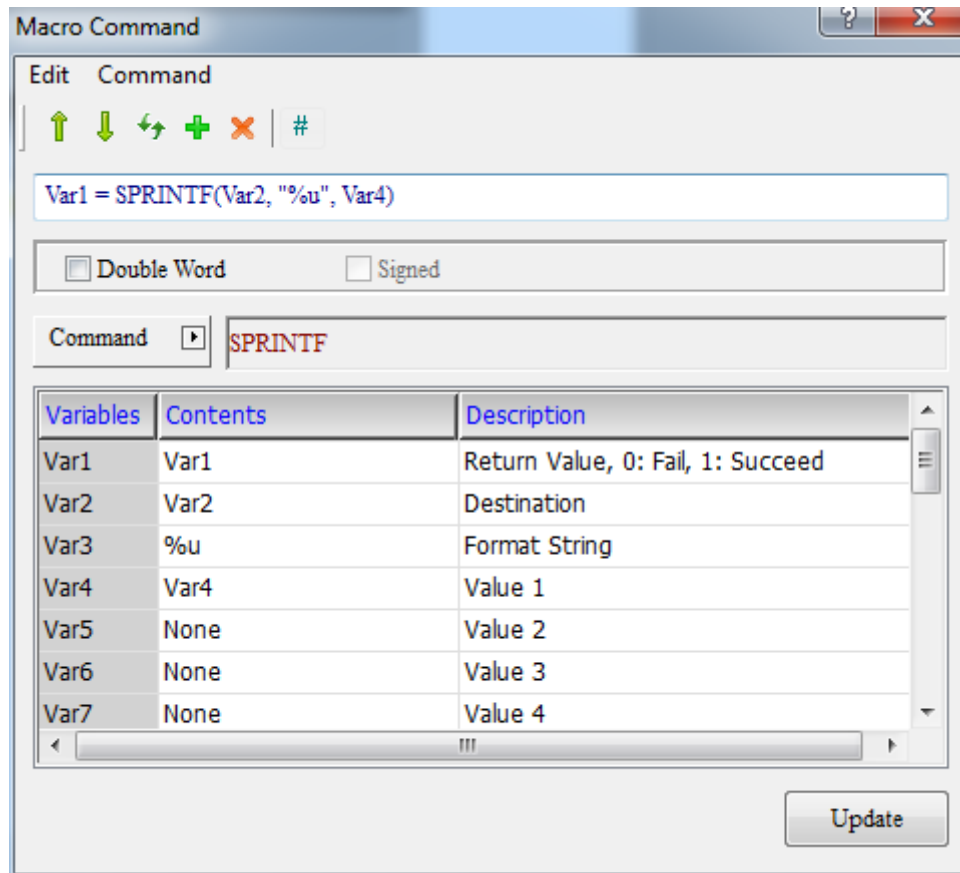 Macro Command
?
Edit Command
#
Var1 = SPRINTF(Var2, "%u", Var4)
Double Word Signed
Command SPRINTF
Variables Contents Description
Var1 Var1 Return Value, 0: Fail, 1: Succeed
Var2 Var2 Destination
Var3 %u Format String
Var4 Var4 Value 1
Var5 None Value 2
Var6 None Value 3
Var7 None Value 4
Update